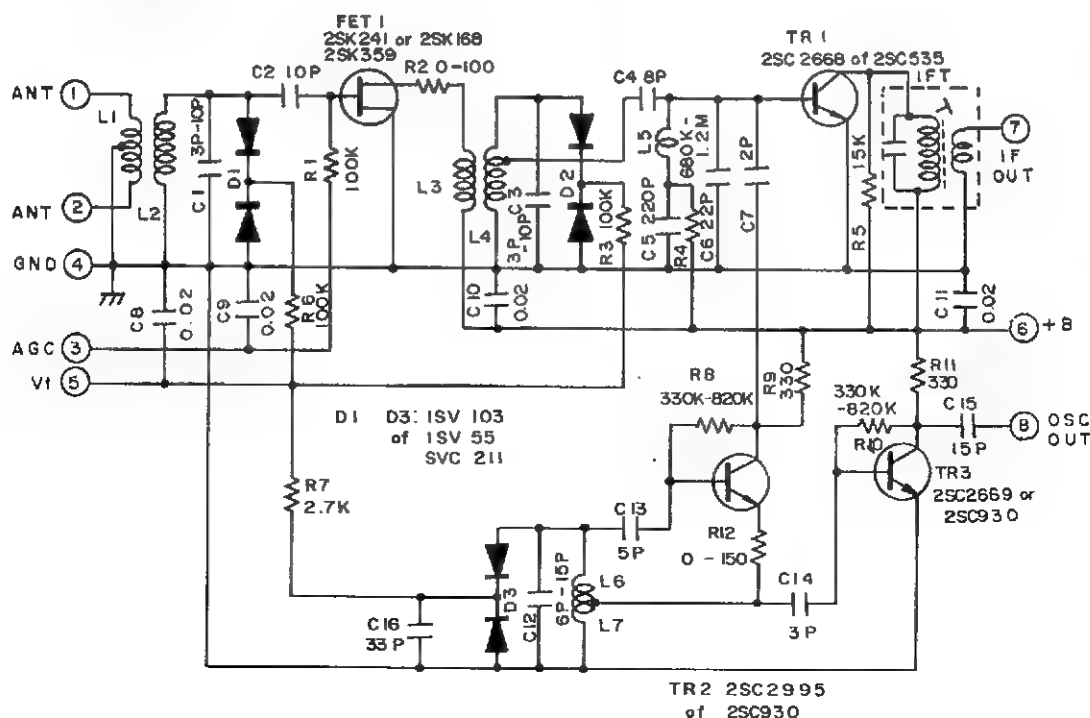 FET 1
2SK241 or 2SK168
2SK359
TR 1
2SC 2668 of 2SC535
IFT
ANT 1
L1
L2
3P-10P
C1
D1
C2 10P
R1
100K
R2 0-100
L3
L4
C3
3P
-10P
D2
R3 100K
C4 8P
L5
680K-
1.2M
C5 220P
R4
C6 22P
2P
C7
15K
R5
7
IF
OUT
ANT 2
GND 4
C8
0.02
C9
0.02
R6
100K
C10
0.02
C11
0.02
6 +B
AGC 3
Vt 5
D1 D3: 1SV 103
of 1SV 55
SVC 211
R8
330K-820K
R9
330
330K
-820K
R10
R11
330
C15
15P
8 OSC
OUT
TR3
2SC2669 or
2SC930
R7
2.7K
C13
5P
R12
0-150
C14
3P
C16
33P
D3
C12
6P-15P
L6
L7
TR2 2SC2995
of 2SC930